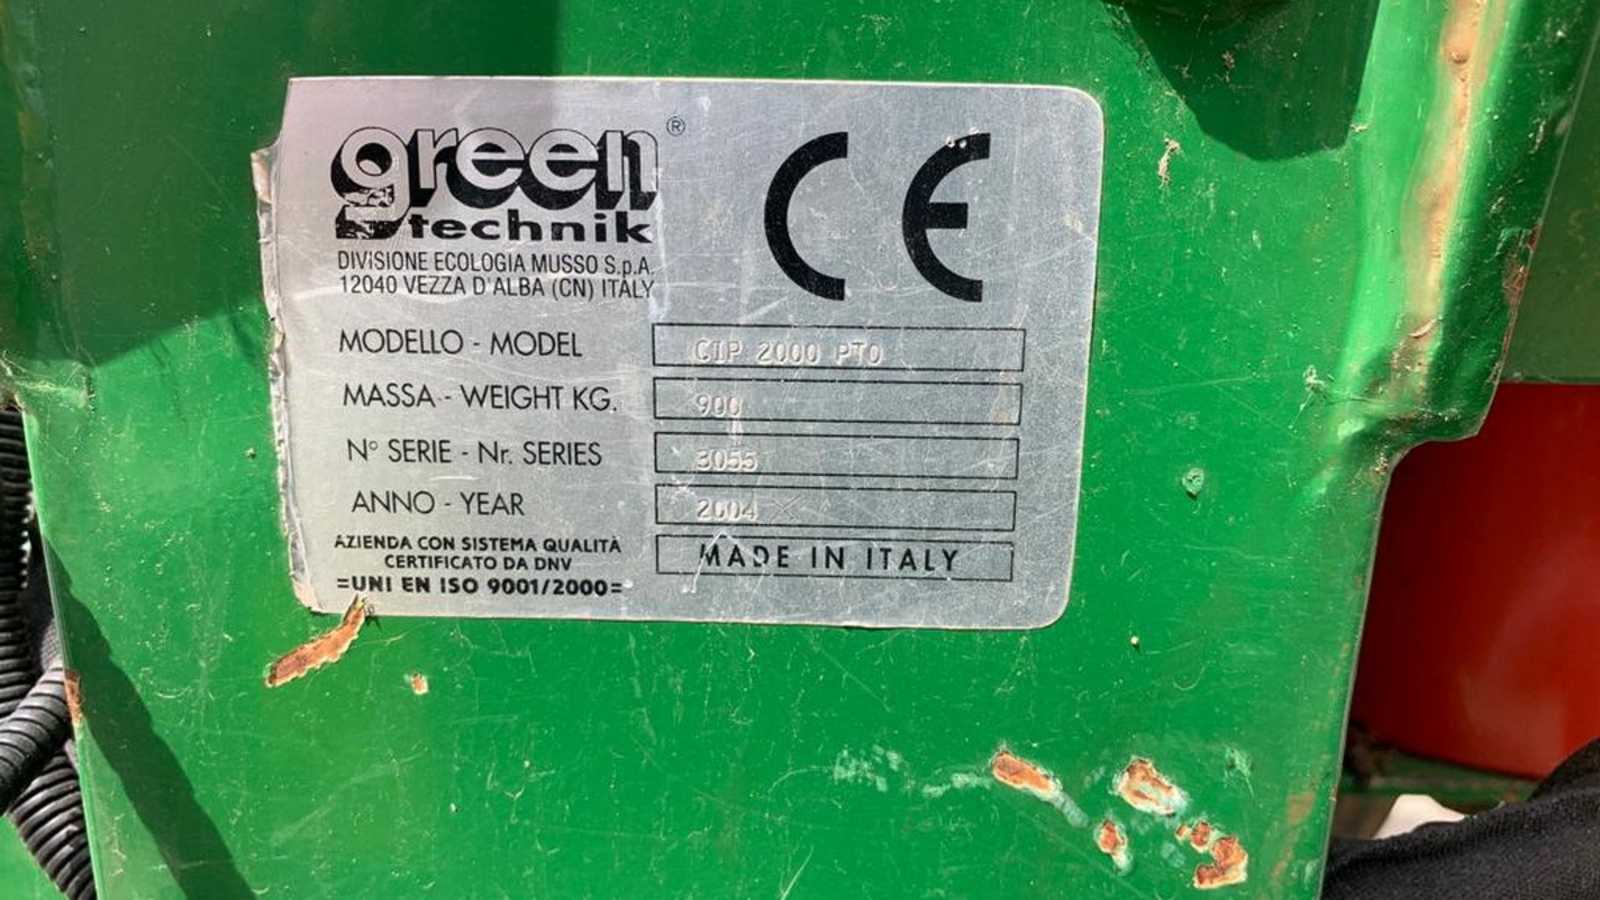 green®
technik
DIVISIONE ECOLOGIA MUSSO S.p.A.
12040 VEZZA D'ALBA (CN) ITALY
CE
MODELLO - MODEL CIP 2000 PTO
MASSA - WEIGHT KG. 900
N° SERIE - Nr. SERIES 3055
ANNO - YEAR 2004
AZIENDA CON SISTEMA QUALITÀ
CERTIFICATO DA DNV
=UNI EN ISO 9001/2000=
MADE IN ITALY